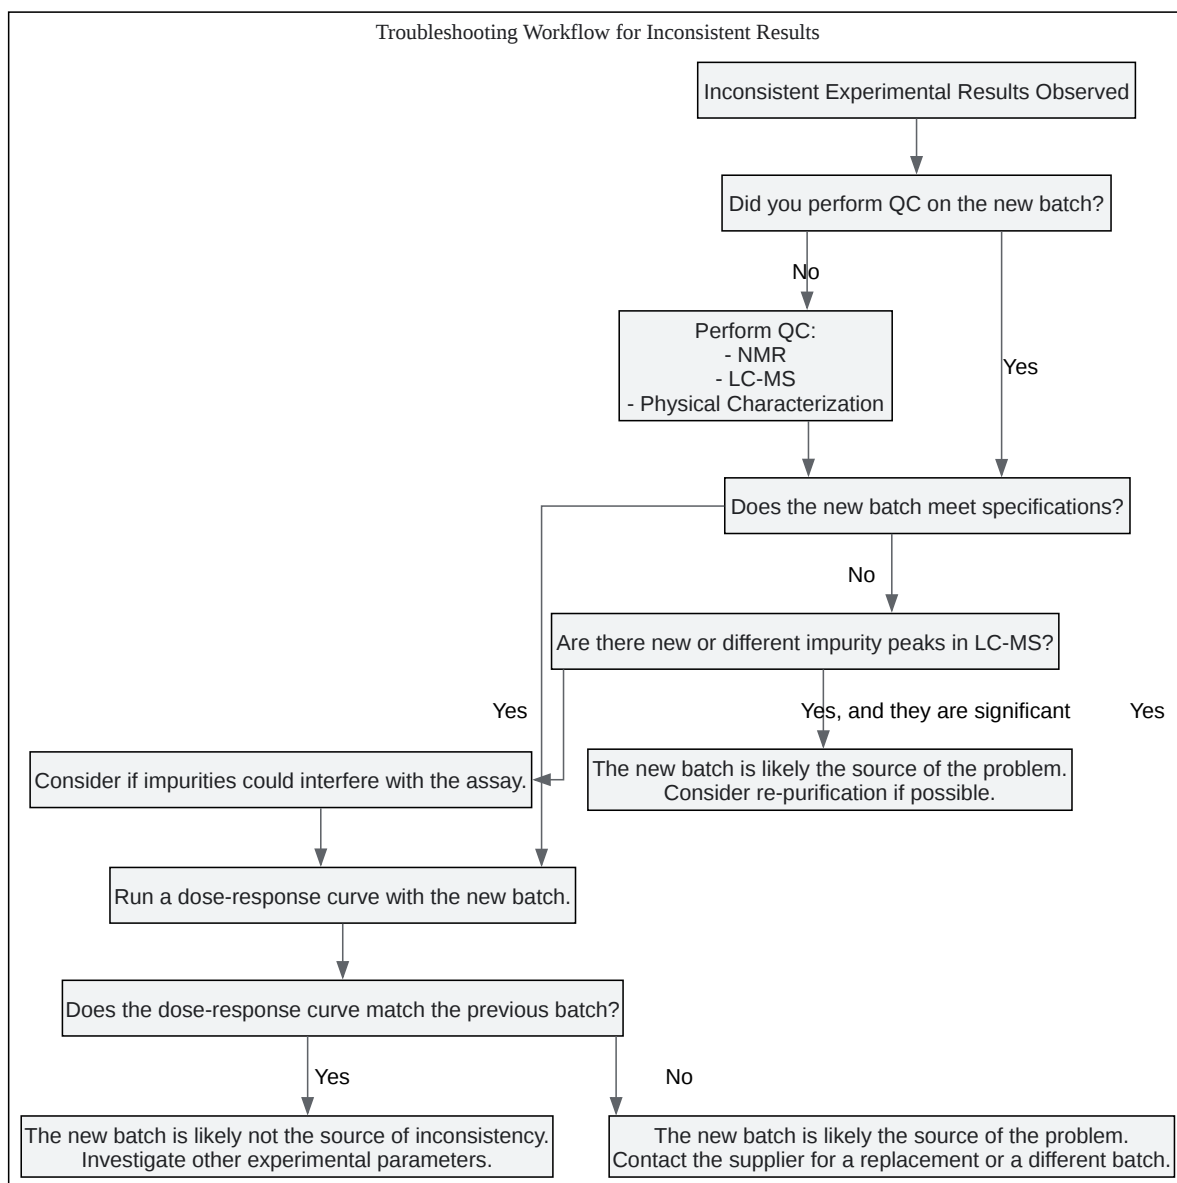 Troubleshooting Workflow for Inconsistent Results
Inconsistent Experimental Results Observed
Did you perform QC on the new batch?
No
Perform QC:
- NMR
- LC-MS
- Physical Characterization
Yes
Does the new batch meet specifications?
No
Are there new or different impurity peaks in LC-MS?
Yes
Yes, and they are significant
Yes
Consider if impurities could interfere with the assay.
The new batch is likely the source of the problem.
Consider re-purification if possible.
Run a dose-response curve with the new batch.
Does the dose-response curve match the previous batch?
Yes
No
The new batch is likely not the source of inconsistency.
Investigate other experimental parameters.
The new batch is likely the source of the problem.
Contact the supplier for a replacement or a different batch.